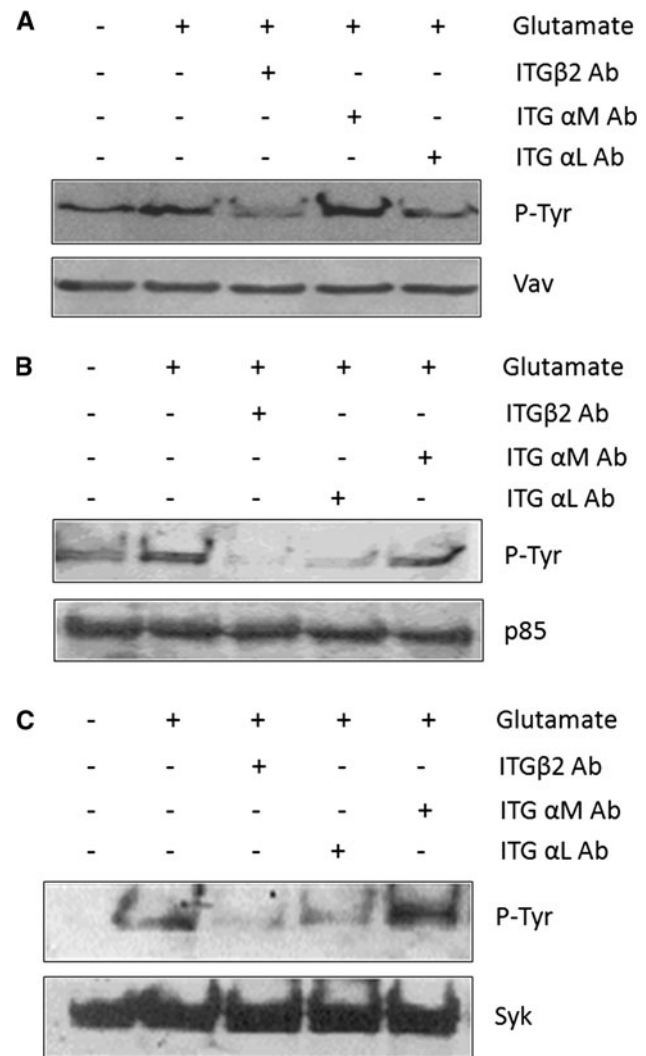 A - + + + + Glutamate
- - + - - ITGβ2 Ab
- - - + - ITG αM Ab
- - - - + ITG αL Ab
P-Tyr
Vav
B - + + + + Glutamate
- - + - - ITGβ2 Ab
- - - - + ITG αM Ab
- - - + - ITG αL Ab
P-Tyr
p85
C - + + + + Glutamate
- - + - - ITGβ2 Ab
- - - - + ITG αM Ab
- - - + - ITG αL Ab
P-Tyr
Syk